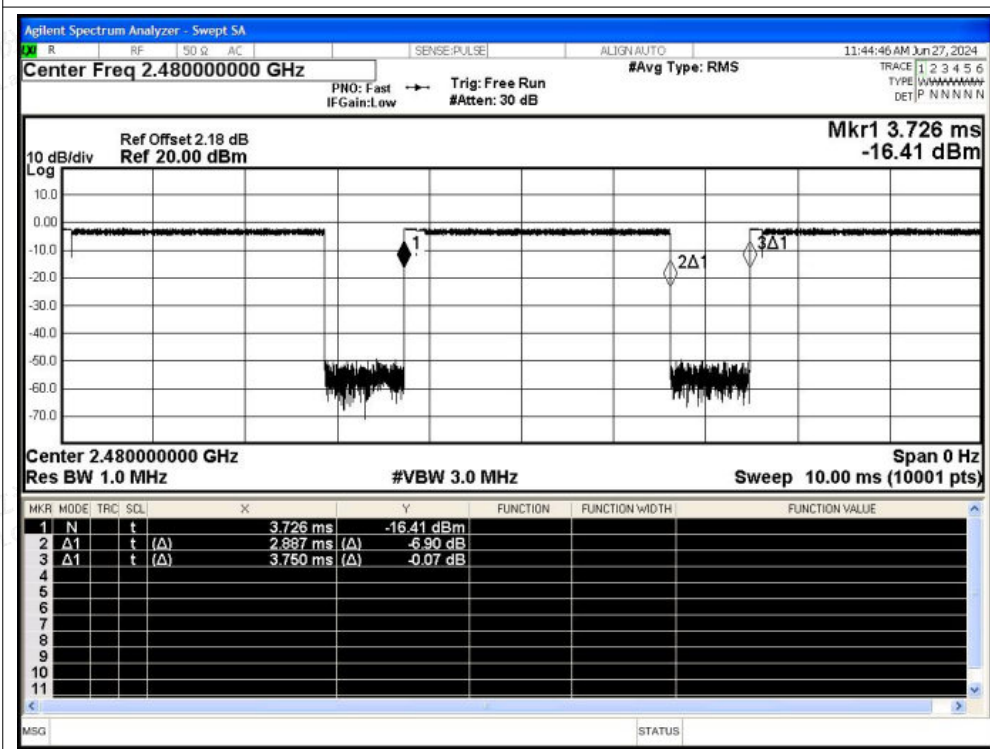 Agilent Spectrum Analyzer - Swept SA
LXI R RF 50 Ω AC SENSE:PULSE ALIGN AUTO 11:44:46 AM Jun 27, 2024
Center Freq 2.480000000 GHz #Avg Type: RMS TRACE 1 2 3 4 5 6
PNO: Fast Trig: Free Run TYPE WWWWWW
IFGain:Low #Atten: 30 dB DET P N N N N N
Mkr1 3.726 ms
Ref Offset 2.18 dB
-16.41 dBm
10 dB/div Ref 20.00 dBm
Log
10.0
0.00
-10.0
-20.0
-30.0
-40.0
-50.0
-60.0
-70.0
1
2Δ1
3Δ1
Center 2.480000000 GHz Span 0 Hz
Res BW 1.0 MHz #VBW 3.0 MHz Sweep 10.00 ms (10001 pts)
MKR MODE TRC SCL X Y FUNCTION FUNCTION WIDTH FUNCTION VALUE
1 N t 3.726 ms -16.41 dBm
2 Δ1 t (Δ) 2.887 ms (Δ) -6.90 dB
3 Δ1 t (Δ) 3.750 ms (Δ) -0.07 dB
4
5
6
7
8
9
10
11
MSG STATUS